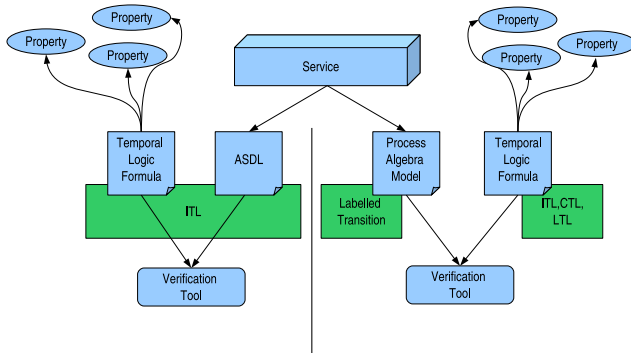 Property
Property
Property
Property
Property
Property
Service
Temporal
Logic
Formula
ASDL
Process
Algebra
Model
Temporal
Logic
Formula
ITL
Labelled
Transition
ITL,CTL,
LTL
Verification
Tool
Verification
Tool